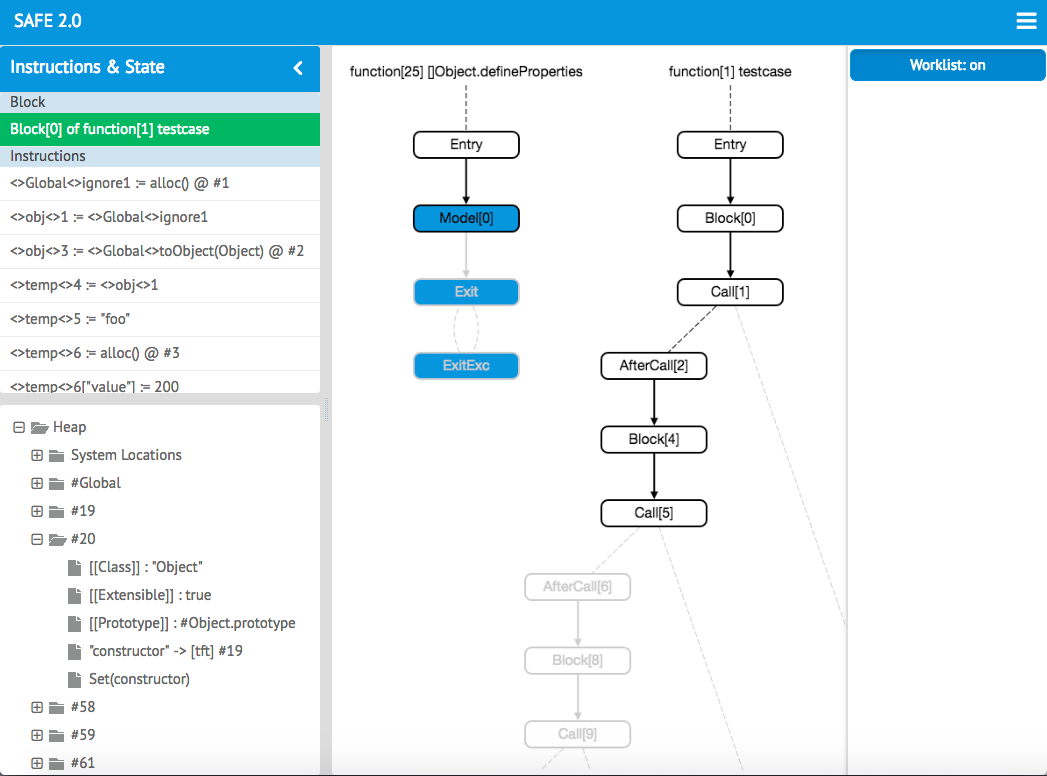 SAFE 2.0
Instructions & State
Block
Block[0] of function[1] testcase
Instructions
<>Global<>ignore1 := alloc() @ #1
<>obj<>1 := <>Global<>ignore1
<>obj<>3 := <>Global<>toObject(Object) @ #2
<>temp<>4 := <>obj<>1
<>temp<>5 := "foo"
<>temp<>6 := alloc() @ #3
<>temp<>6["value"] := 200
Heap
System Locations
#Global
#19
#20
[[Class]] : "Object"
[[Extensible]] : true
[[Prototype]] : #Object.prototype
"constructor" -> [tft] #19
Set(constructor)
#58
#59
#61
function[25] []Object.defineProperties
Entry
Model[0]
Exit
ExitExc
function[1] testcase
Entry
Block[0]
Call[1]
AfterCall[2]
Block[4]
Call[5]
AfterCall[6]
Block[8]
Call[9]
Worklist: on